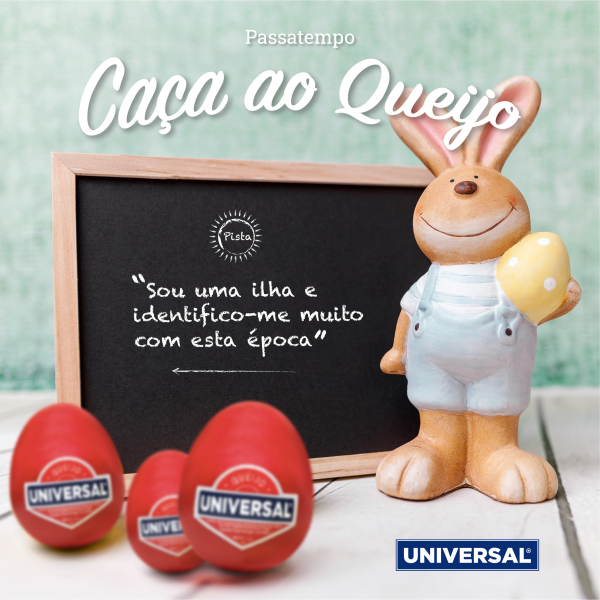 Passatempo
Caça ao Queijo
Pista
"Sou uma ilha e
identifico-me muito
com esta época"
QUEIJO
UNIVERSAL
UNIVERSAL
QUEIJO
UNIVERSAL
UNIVERSAL®